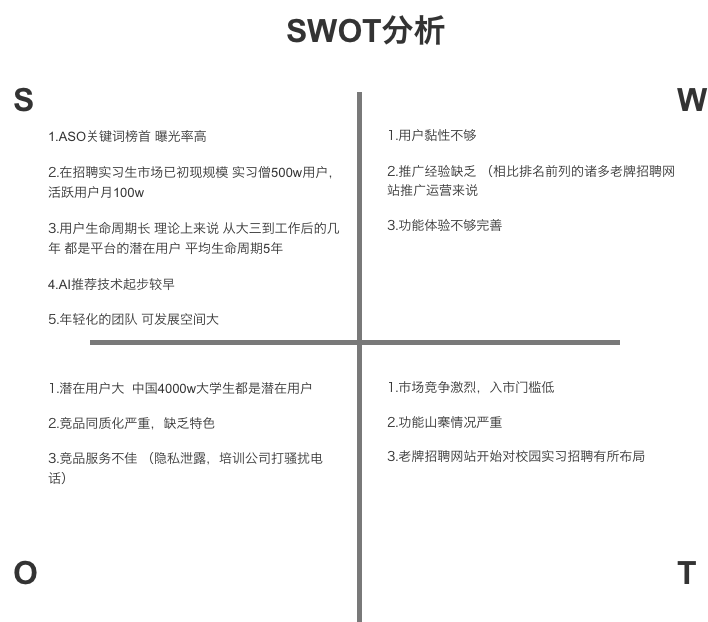 SWOT分析
S
1.ASO关键词榜首 曝光率高
2.在招聘实习生市场已初现规模 实习僧500w用户，
活跃用户月100w
3.用户生命周期长 理论上来说 从大三到工作后的几
年 都是平台的潜在用户 平均生命周期5年
4.AI推荐技术起步较早
5.年轻化的团队 可发展空间大
W
1.用户黏性不够
2.推广经验缺乏 （相比排名前列的诸多老牌招聘网
站推广运营来说
3.功能体验不够完善
1.潜在用户大  中国4000w大学生都是潜在用户
2.竞品同质化严重，缺乏特色
3.竞品服务不佳 （隐私泄露，培训公司打骚扰电
话）
O
1.市场竞争激烈，入市门槛低
2.功能山寨情况严重
3.老牌招聘网站开始对校园实习招聘有所布局
T